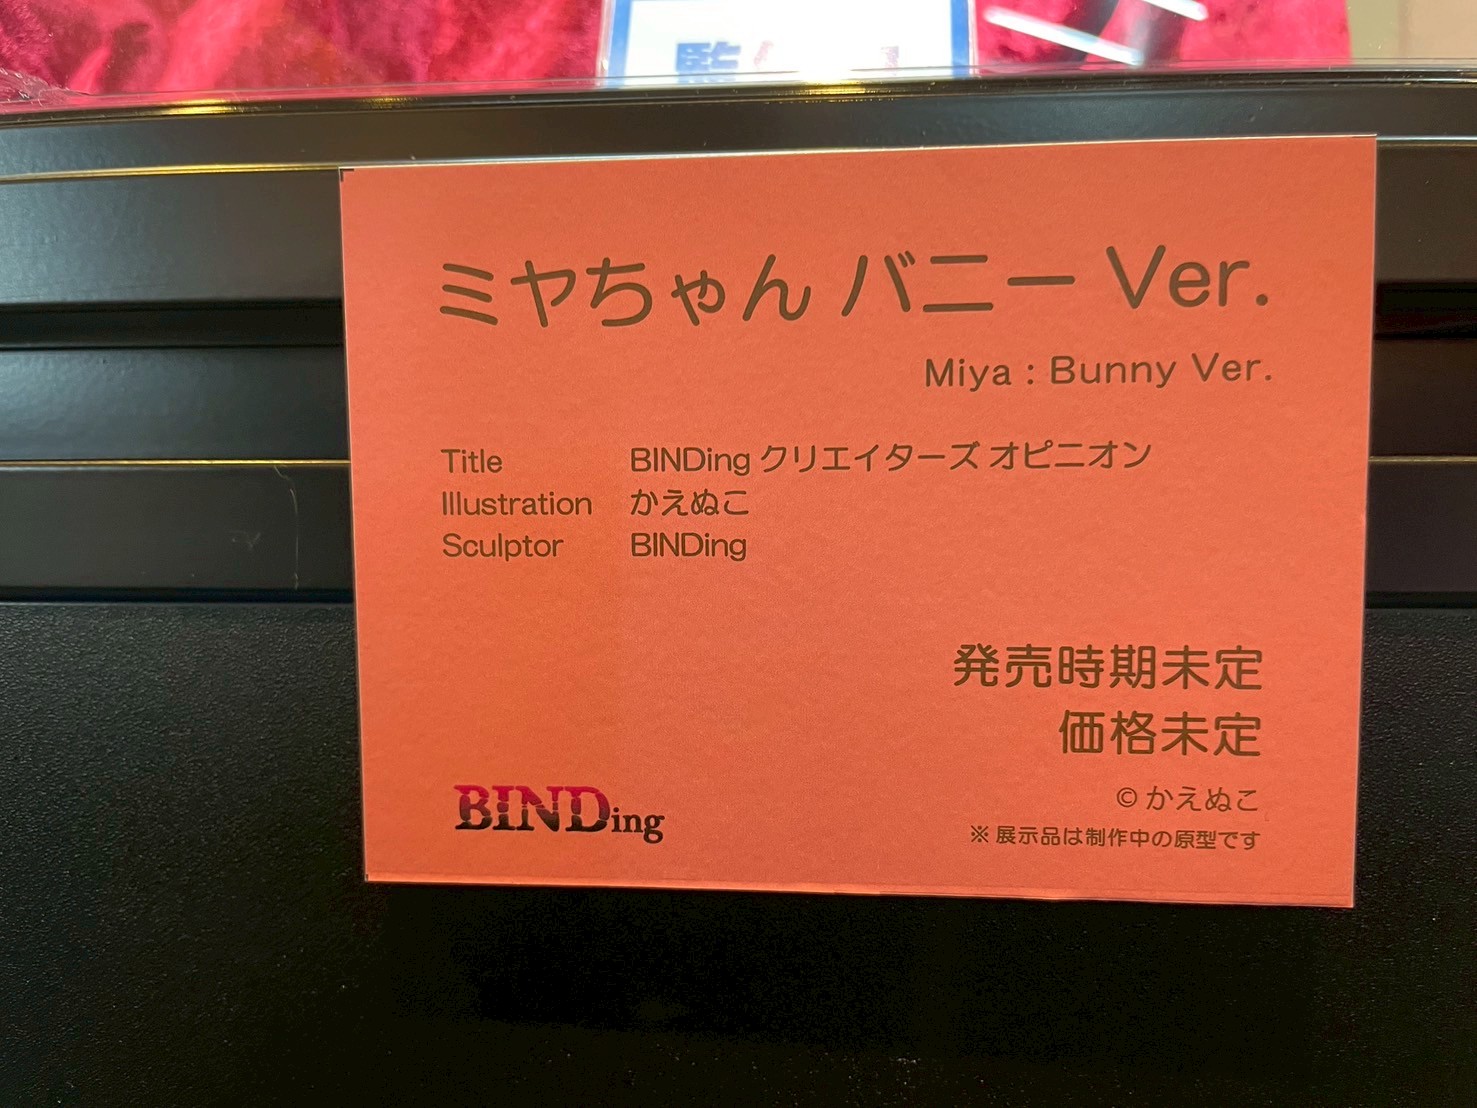 ミヤちゃん バニー Ver.
Miya : Bunny Ver.
Title BINDing クリエイターズ オピニオン
Illustration かえぬこ
Sculptor BINDing
発売時期未定
価格未定
© かえぬこ
※ 展示品は制作中の原型です
BINDing